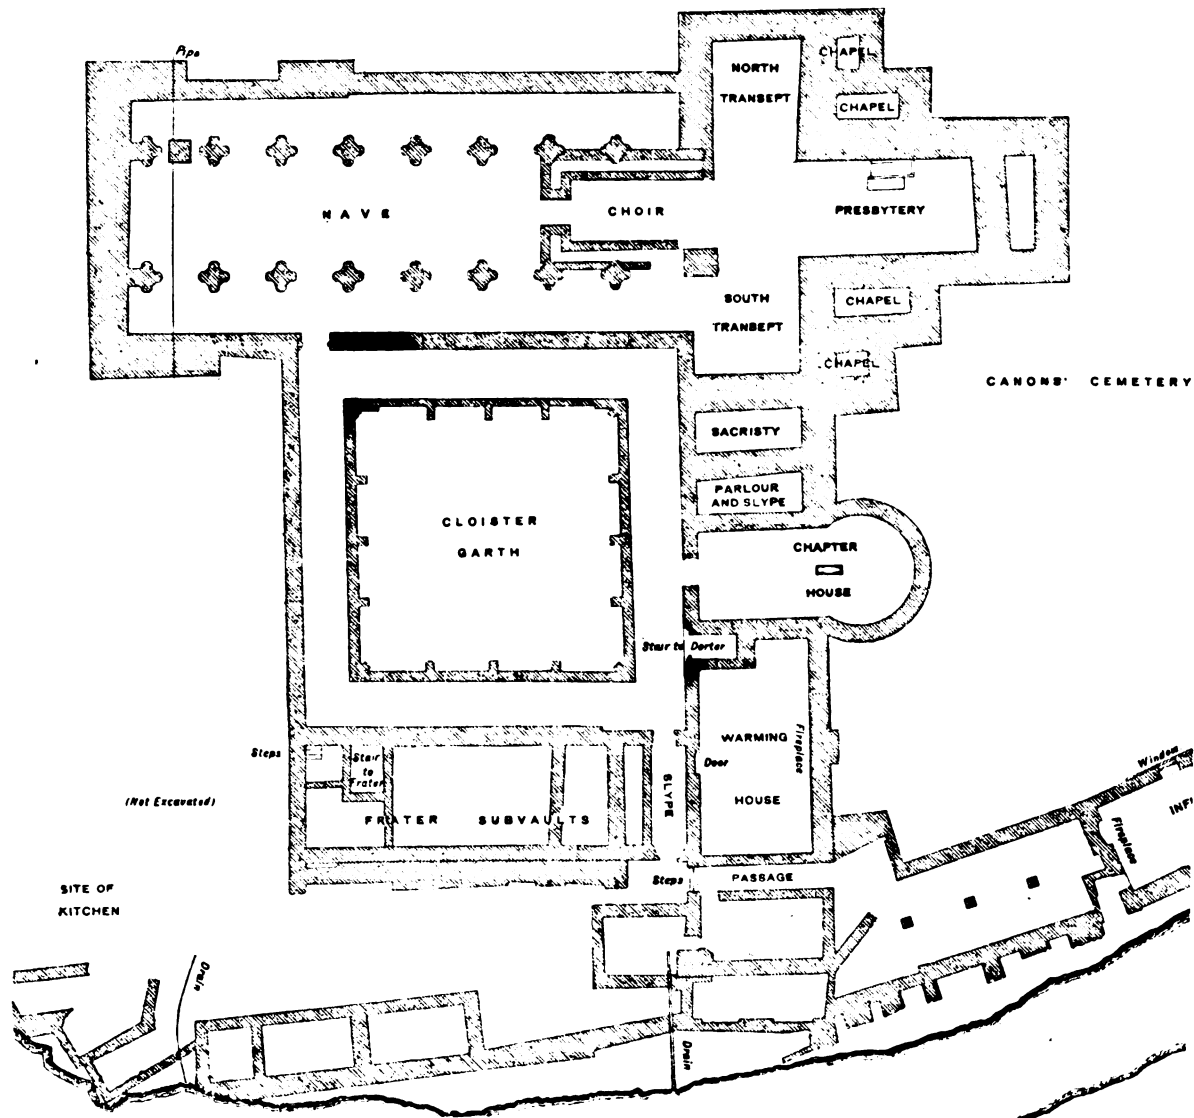 Pipe
NORTH
TRANSEPT
CHAPEL
CHAPEL
NAVE
CHOIR
PRESBYTERY
SOUTH
TRANSEPT
CHAPEL
CHAPEL
CANONS' CEMETERY
SACRISTY
PARLOUR
AND SLYPE
CLOISTER
GARTH
CHAPTER
HOUSE
Stair to Dorter
WARMING
HOUSE
Fireplace
Door
Steps
Stair
to
Frater
SLYPE
(Not Excavated)
FRATER SUBVAULTS
Window
INFI
Fireplace
SITE OF
KITCHEN
Steps
PASSAGE
Drain
Drain